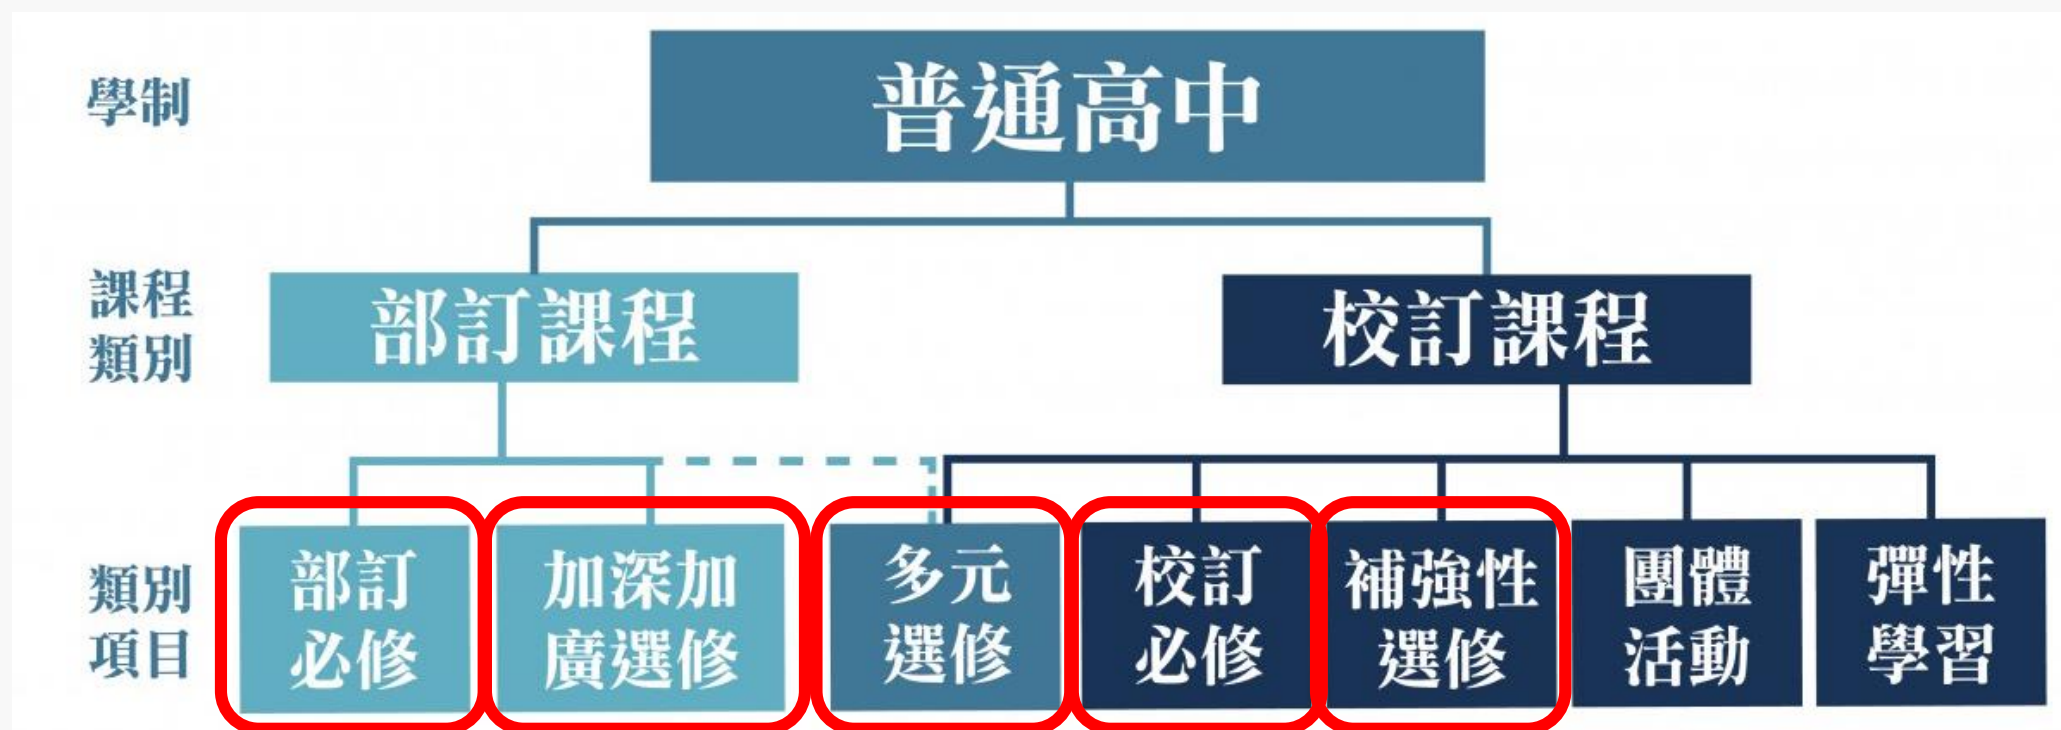 學制
普通高中
課程
類別
部訂課程
校訂課程
類別
項目
部訂
必修
加深加
廣選修
多元
選修
校訂
必修
補強性
選修
團體
活動
彈性
學習